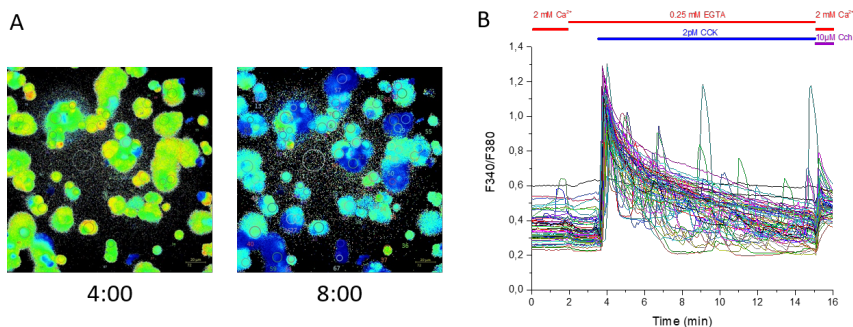 A
4:00
8:00
B
2 mM Ca²⁺
0.25 mM EGTA
2 mM Ca²⁺
2pM CCK
10µM Cch
F340/F380
1,4
1,2
1,0
0,8
0,6
0,4
0,2
0,0
0 2 4 6 8 10 12 14 16
Time (min)